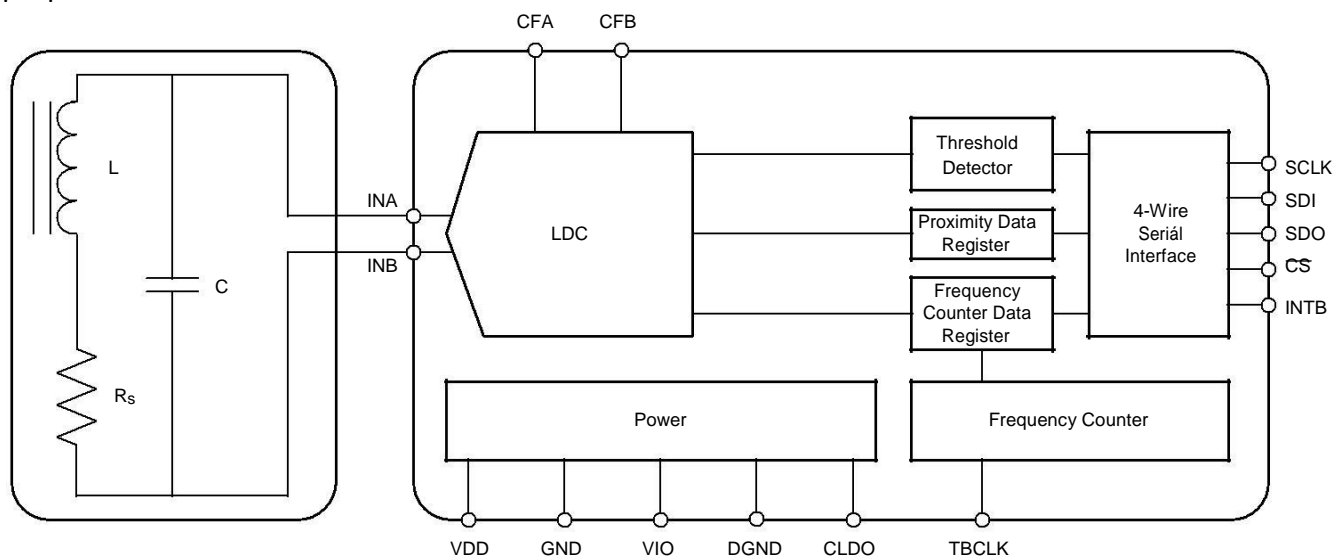 CFA CFB
L
C
Rs
INA
INB
LDC
Threshold
Detector
Proximity Data
Register
Frequency
Counter Data
Register
4-Wire
Seriál
Interface
SCLK
SDI
SDO
CS
INTB
Power
Frequency Counter
VDD GND VIO DGND CLDO TBCLK